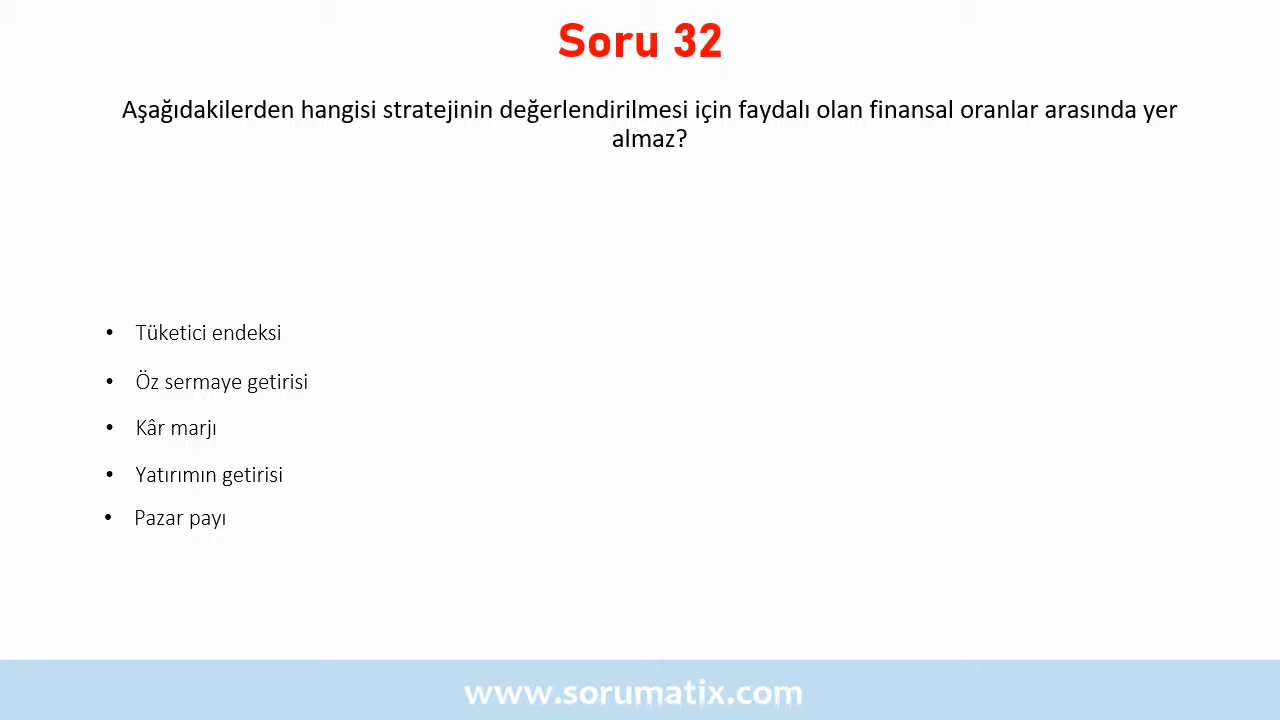 Soru 32
Aşağıdakilerden hangisi stratejinin değerlendirilmesi için faydalı olan finansal oranlar arasında yer
almaz?
• Tüketici endeksi
• Öz sermaye getirisi
• Kâr marjı
• Yatırımın getirisi
• Pazar payı
www.sorumatix.com